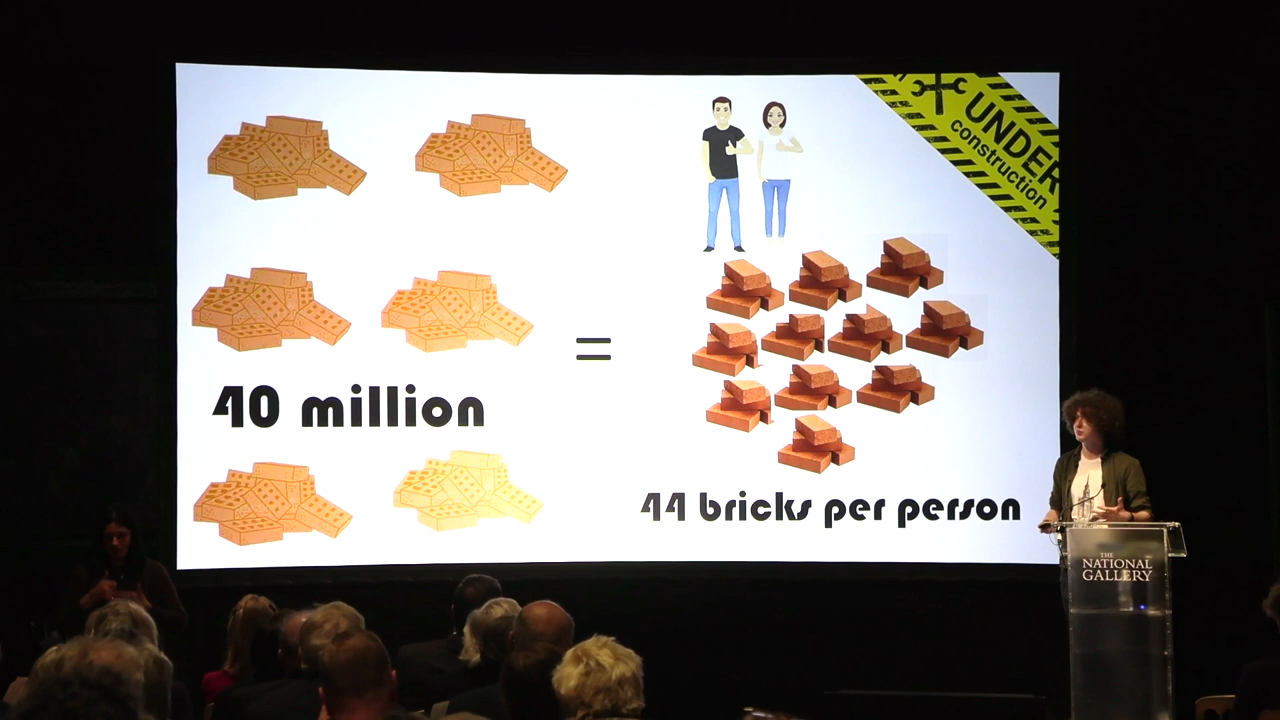 UNDER
construction
40 million
=
44 bricks per person
THE
NATIONAL
GALLERY